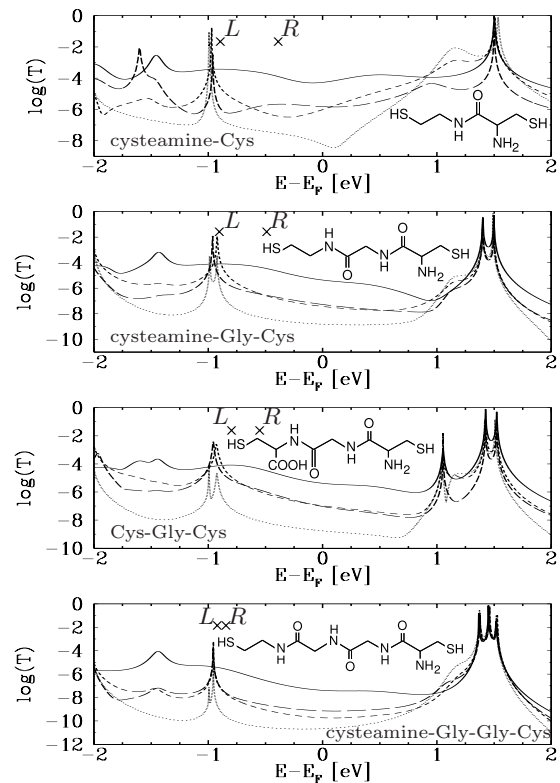 0
−2
−4
−6
−8
log(T)
L R
cysteamine-Cys
HS
N
H
O
NH2
SH
−2 −1 0 1 2
E−EF [eV]
0
−2
−4
−6
−8
−10
log(T)
L R
cysteamine-Gly-Cys
HS
H
N
O
N
H
O
NH2
SH
−2 −1 0 1 2
E−EF [eV]
0
−2
−4
−6
−8
−10
log(T)
L R
Cys-Gly-Cys
HS
COOH
H
N
O
N
H
O
NH2
SH
−2 −1 0 1 2
E−EF [eV]
0
−2
−4
−6
−8
−10
−12
log(T)
L R
cysteamine-Gly-Gly-Cys
HS
N
H
O
H
N
O
N
H
O
NH2
SH
−2 −1 0 1 2
E−EF [eV]